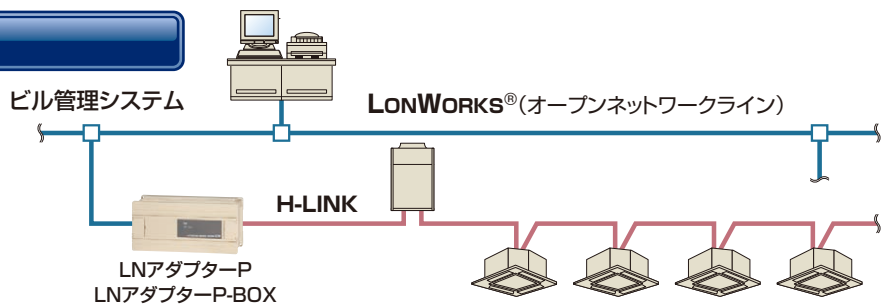 ビル管理システム
LONWORKS®(オープンネットワークライン)
H-LINK
LNアダプターP
LNアダプターP-BOX